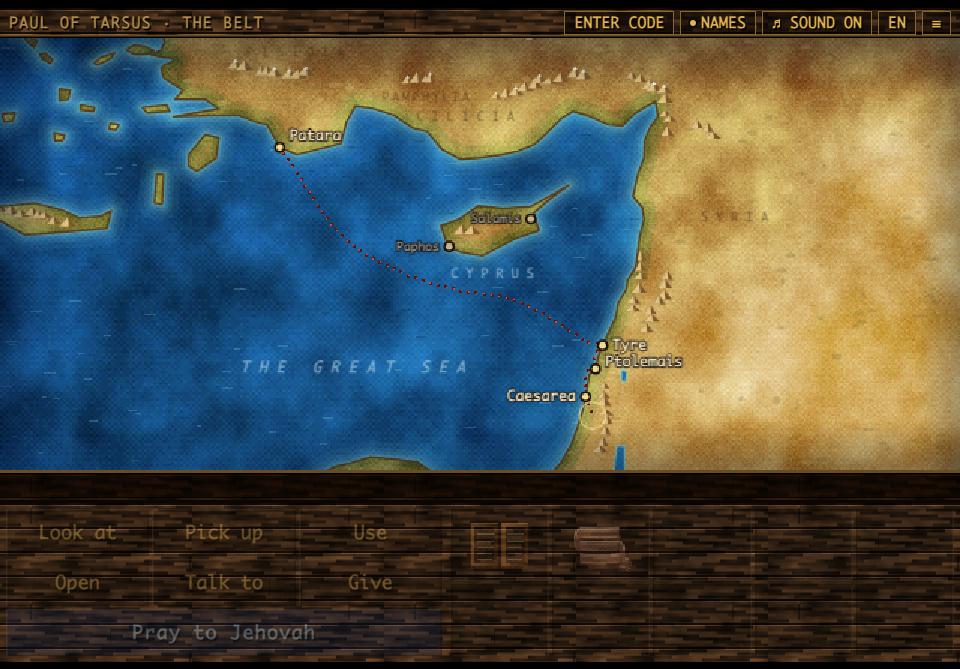 PAUL OF TARSUS · THE BELT
ENTER CODE
• NAMES
♬ SOUND ON
EN
≡
PAMPHYLIA
CILICIA
Patara
SYRIA
Salamis
Paphos
CYPRUS
Tyre
Ptolemais
THE GREAT SEA
Caesarea
Look at
Pick up
Use
Open
Talk to
Give
Pray to Jehovah